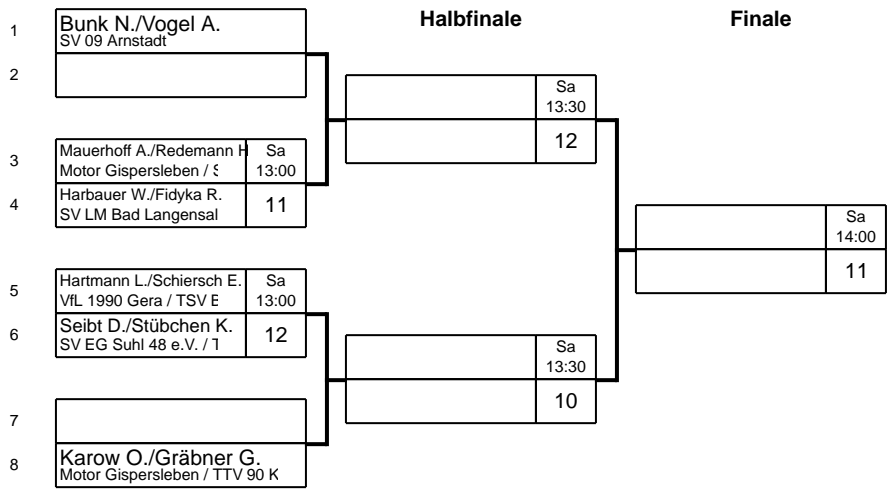 Halbfinale
Finale
1
Bunk N./Vogel A.
SV 09 Arnstadt
2
Sa
13:30
12
3
Mauerhoff A./Redemann H
Motor Gispersleben / S
Sa
13:00
4
Harbauer W./Fidyka R.
SV LM Bad Langensal
11
Sa
14:00
11
5
Hartmann L./Schiersch E.
VfL 1990 Gera / TSV E
Sa
13:00
6
Seibt D./Stübchen K.
SV EG Suhl 48 e.V. / T
12
Sa
13:30
10
7
8
Karow O./Gräbner G.
Motor Gispersleben / TTV 90 K